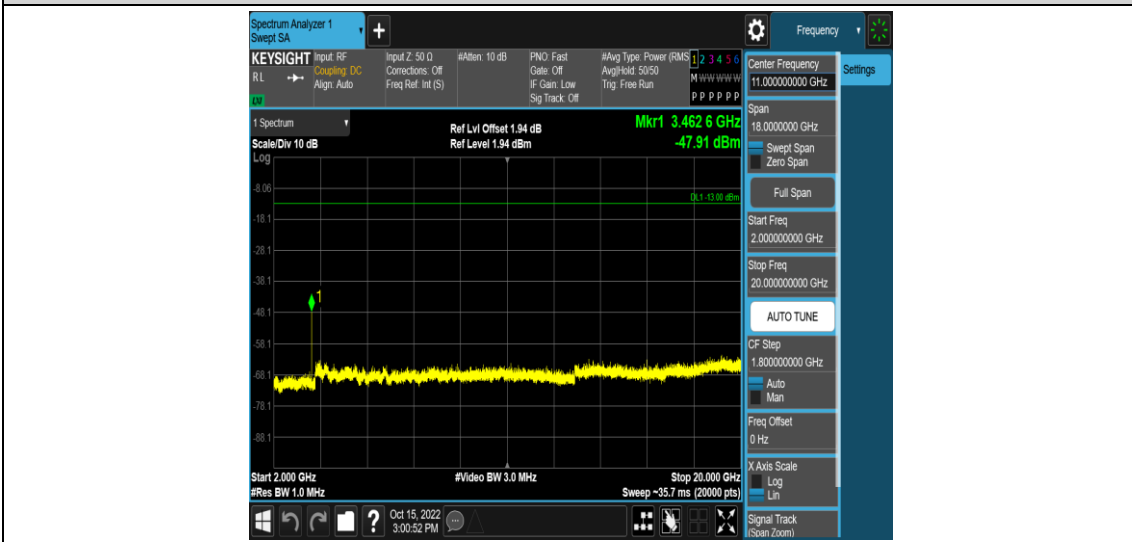 Spectrum Analyzer 1
Swept SA
+
Frequency
KEYSIGHT
RL
LXI
Input: RF
Coupling: DC
Align: Auto
Input Z: 50 Ω
Corrections: Off
Freq Ref: Int (S)
#Atten: 10 dB
PNO: Fast
Gate: Off
IF Gain: Low
Sig Track: Off
#Avg Type: Power (RMS
Avg|Hold: 50/50
Trig: Free Run
1 2 3 4 5 6
M W W W W W
P P P P P P
Center Frequency
11.000000000 GHz
Settings
Span
18.0000000 GHz
Swept Span
Zero Span
Full Span
Start Freq
2.000000000 GHz
Stop Freq
20.000000000 GHz
AUTO TUNE
CF Step
1.800000000 GHz
Auto
Man
Freq Offset
0 Hz
X Axis Scale
Log
Lin
Signal Track
(Span Zoom)
1 Spectrum
Scale/Div 10 dB
Log
Ref Lvl Offset 1.94 dB
Ref Level 1.94 dBm
Mkr1 3.462 6 GHz
-47.91 dBm
DL1 -13.00 dBm
-8.06
-18.1
-28.1
-38.1
-48.1
-58.1
-68.1
-78.1
-88.1
1
Start 2.000 GHz
#Res BW 1.0 MHz
#Video BW 3.0 MHz
Stop 20.000 GHz
Sweep ~35.7 ms (20000 pts)
?
Oct 15, 2022
3:00:52 PM